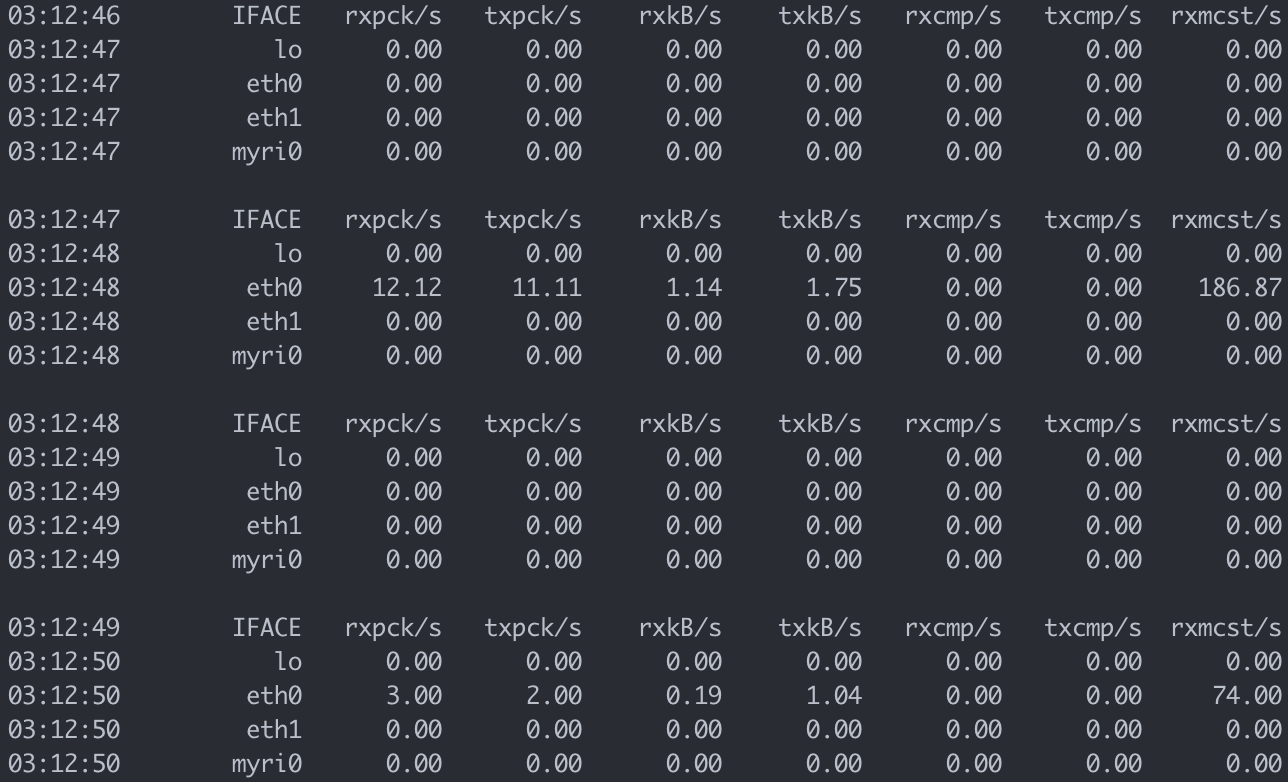 03:12:46 IFACE rxpck/s txpck/s rxkB/s txkB/s rxcmp/s txcmp/s rxmcst/s
03:12:47 lo 0.00 0.00 0.00 0.00 0.00 0.00 0.00
03:12:47 eth0 0.00 0.00 0.00 0.00 0.00 0.00 0.00
03:12:47 eth1 0.00 0.00 0.00 0.00 0.00 0.00 0.00
03:12:47 myri0 0.00 0.00 0.00 0.00 0.00 0.00 0.00
03:12:47 IFACE rxpck/s txpck/s rxkB/s txkB/s rxcmp/s txcmp/s rxmcst/s
03:12:48 lo 0.00 0.00 0.00 0.00 0.00 0.00 0.00
03:12:48 eth0 12.12 11.11 1.14 1.75 0.00 0.00 186.87
03:12:48 eth1 0.00 0.00 0.00 0.00 0.00 0.00 0.00
03:12:48 myri0 0.00 0.00 0.00 0.00 0.00 0.00 0.00
03:12:48 IFACE rxpck/s txpck/s rxkB/s txkB/s rxcmp/s txcmp/s rxmcst/s
03:12:49 lo 0.00 0.00 0.00 0.00 0.00 0.00 0.00
03:12:49 eth0 0.00 0.00 0.00 0.00 0.00 0.00 0.00
03:12:49 eth1 0.00 0.00 0.00 0.00 0.00 0.00 0.00
03:12:49 myri0 0.00 0.00 0.00 0.00 0.00 0.00 0.00
03:12:49 IFACE rxpck/s txpck/s rxkB/s txkB/s rxcmp/s txcmp/s rxmcst/s
03:12:50 lo 0.00 0.00 0.00 0.00 0.00 0.00 0.00
03:12:50 eth0 3.00 2.00 0.19 1.04 0.00 0.00 74.00
03:12:50 eth1 0.00 0.00 0.00 0.00 0.00 0.00 0.00
03:12:50 myri0 0.00 0.00 0.00 0.00 0.00 0.00 0.00